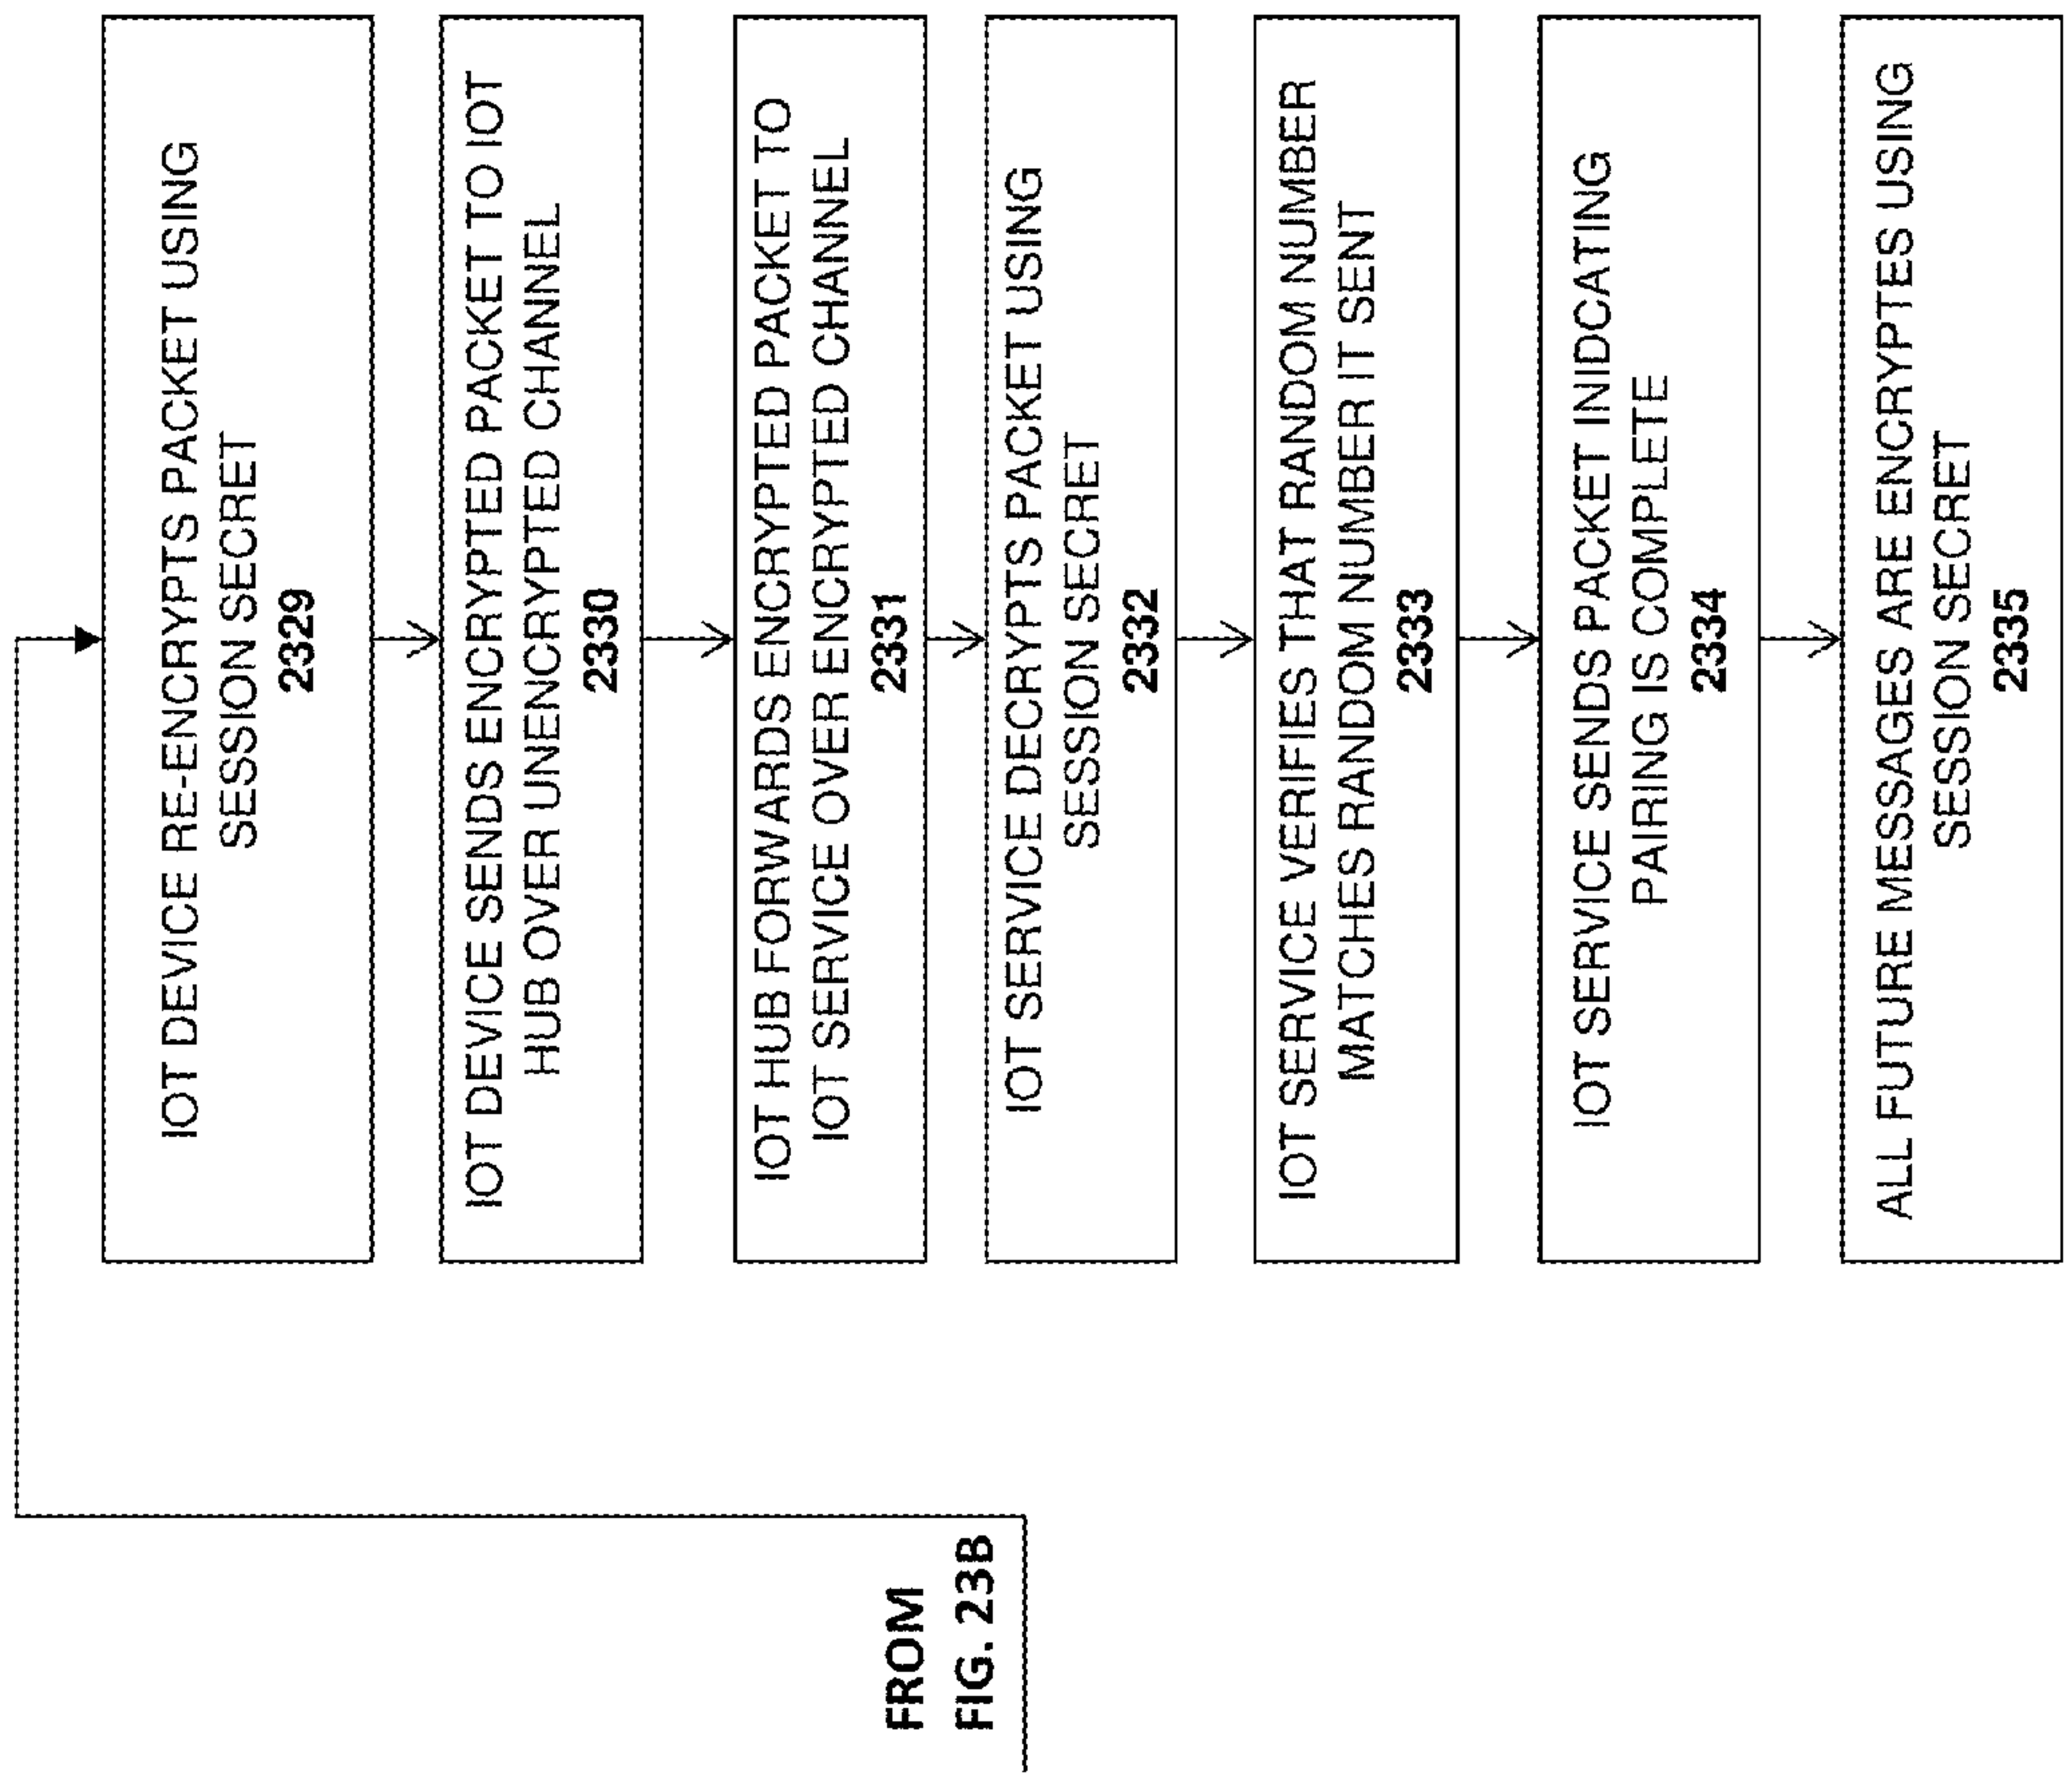 FROM
FIG. 23B
IOT DEVICE RE-ENCRYPTS PACKET USING
SESSION SECRET
2329
IOT DEVICE SENDS ENCRYPTED PACKET TO IOT
HUB OVER UNENCRYPTED CHANNEL
2330
IOT HUB FORWARDS ENCRYPTED PACKET TO
IOT SERVICE OVER ENCRYPTED CHANNEL
2331
IOT SERVICE DECRYPTS PACKET USING
SESSION SECRET
2332
IOT SERVICE VERIFIES THAT RANDOM NUMBER
MATCHES RANDOM NUMBER IT SENT
2333
IOT SERVICE SENDS PACKET INIDCATING
PAIRING IS COMPLETE
2334
ALL FUTURE MESSAGES ARE ENCRYPTES USING
SESSION SECRET
2335